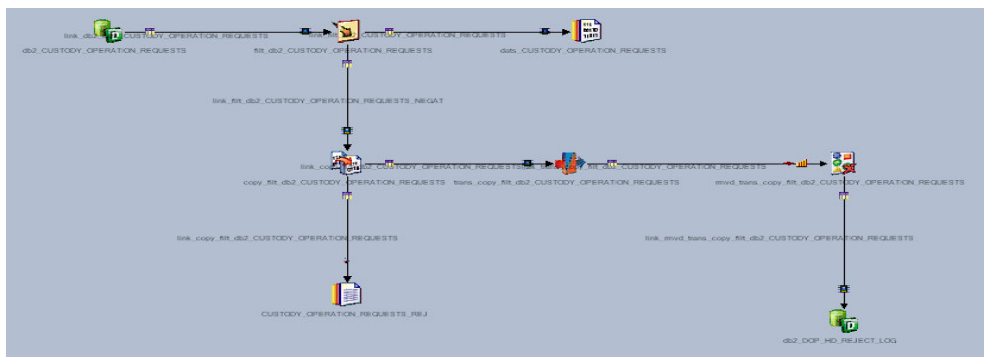 db2_CUSTODY_OPERATION_REQUESTS
filt_db2_CUSTODY_OPERATION_REQUESTS
dats_CUSTODY_OPERATION_REQUESTS
link_filt_db2_CUSTODY_OPERATION_REQUESTS_NEGAT
copy_filt_db2_CUSTODY_OPERATION_REQUESTS
trans_copy_filt_db2_CUSTODY_OPERATION_REQUESTS
rmvd_trans_copy_filt_db2_CUSTODY_OPERATION_REQUESTS
link_copy_filt_db2_CUSTODY_OPERATION_REQUESTS
link_rmvd_trans_copy_filt_db2_CUSTODY_OPERATION_REQUESTS
CUSTODY_OPERATION_REQUESTS_REJ
db2_DOP_HD_REJECT_LOG